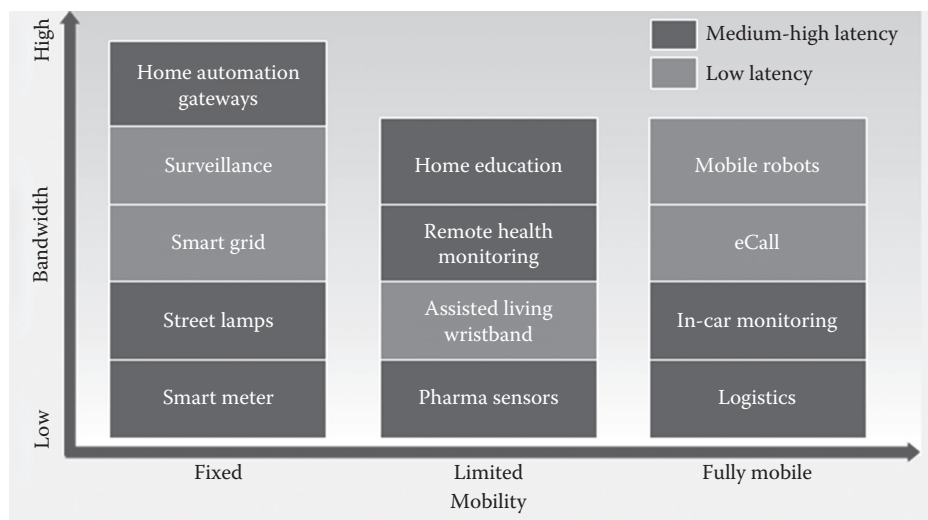 High
Bandwidth
Low
Medium-high latency
Low latency
Home automation
gateways
Surveillance
Smart grid
Street lamps
Smart meter
Home education
Remote health
monitoring
Assisted living
wristband
Pharma sensors
Mobile robots
eCall
In-car monitoring
Logistics
Fixed
Limited
Fully mobile
Mobility